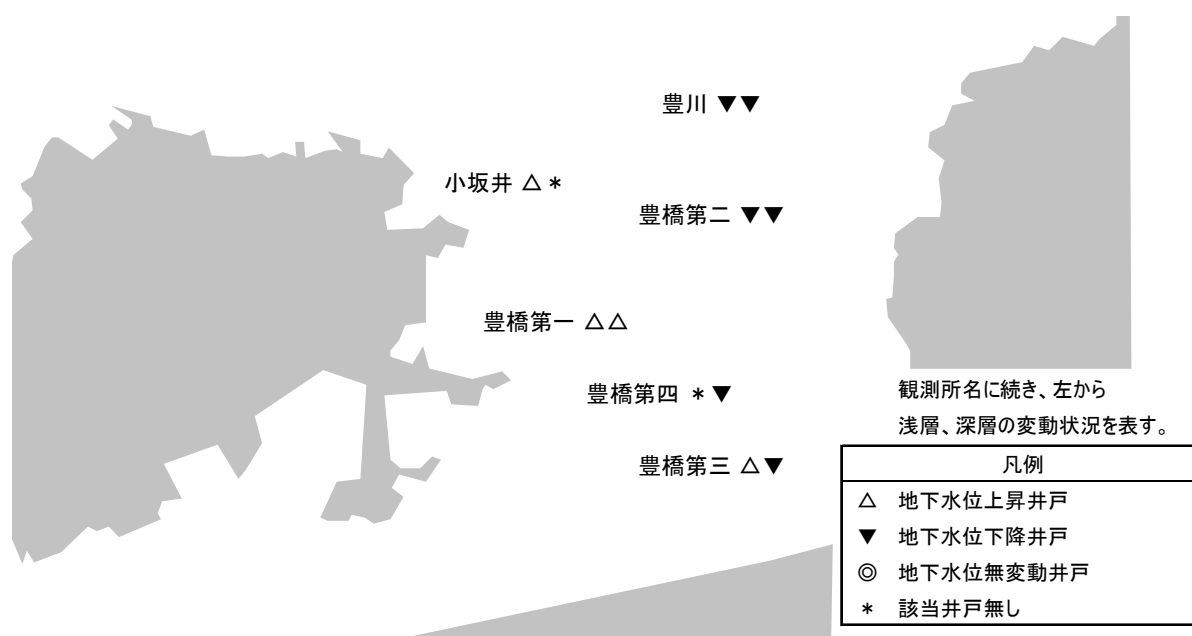 豊川 ▼▼
小坂井 △*
豊橋第二 ▼▼
豊橋第一 △△
豊橋第四 *▼
豊橋第三 △▼
観測所名に続き、左から
浅層、深層の変動状況を表す。
凡例
△ 地下水位上昇井戸
▼ 地下水位下降井戸
◎ 地下水位無変動井戸
* 該当井戸無し